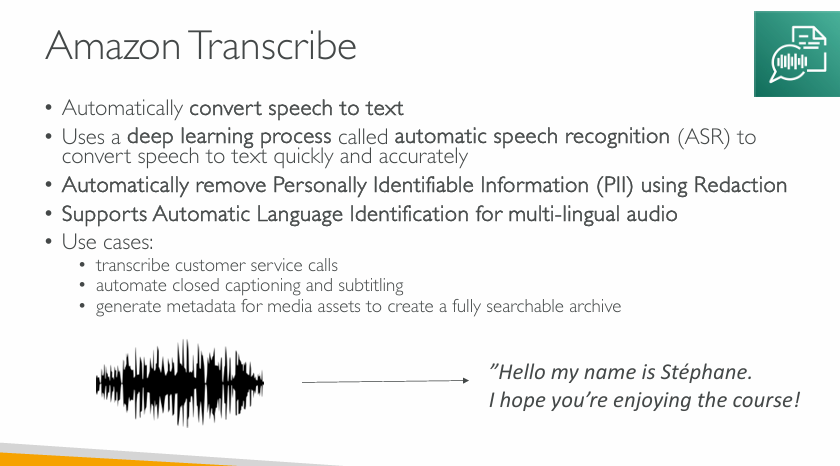 Amazon Transcribe
• Automatically convert speech to text
• Uses a deep learning process called automatic speech recognition (ASR) to
convert speech to text quickly and accurately
• Automatically remove Personally Identifiable Information (PII) using Redaction
• Supports Automatic Language Identification for multi-lingual audio
• Use cases:
• transcribe customer service calls
• automate closed captioning and subtitling
• generate metadata for media assets to create a fully searchable archive
”Hello my name is Stéphane.
I hope you’re enjoying the course!